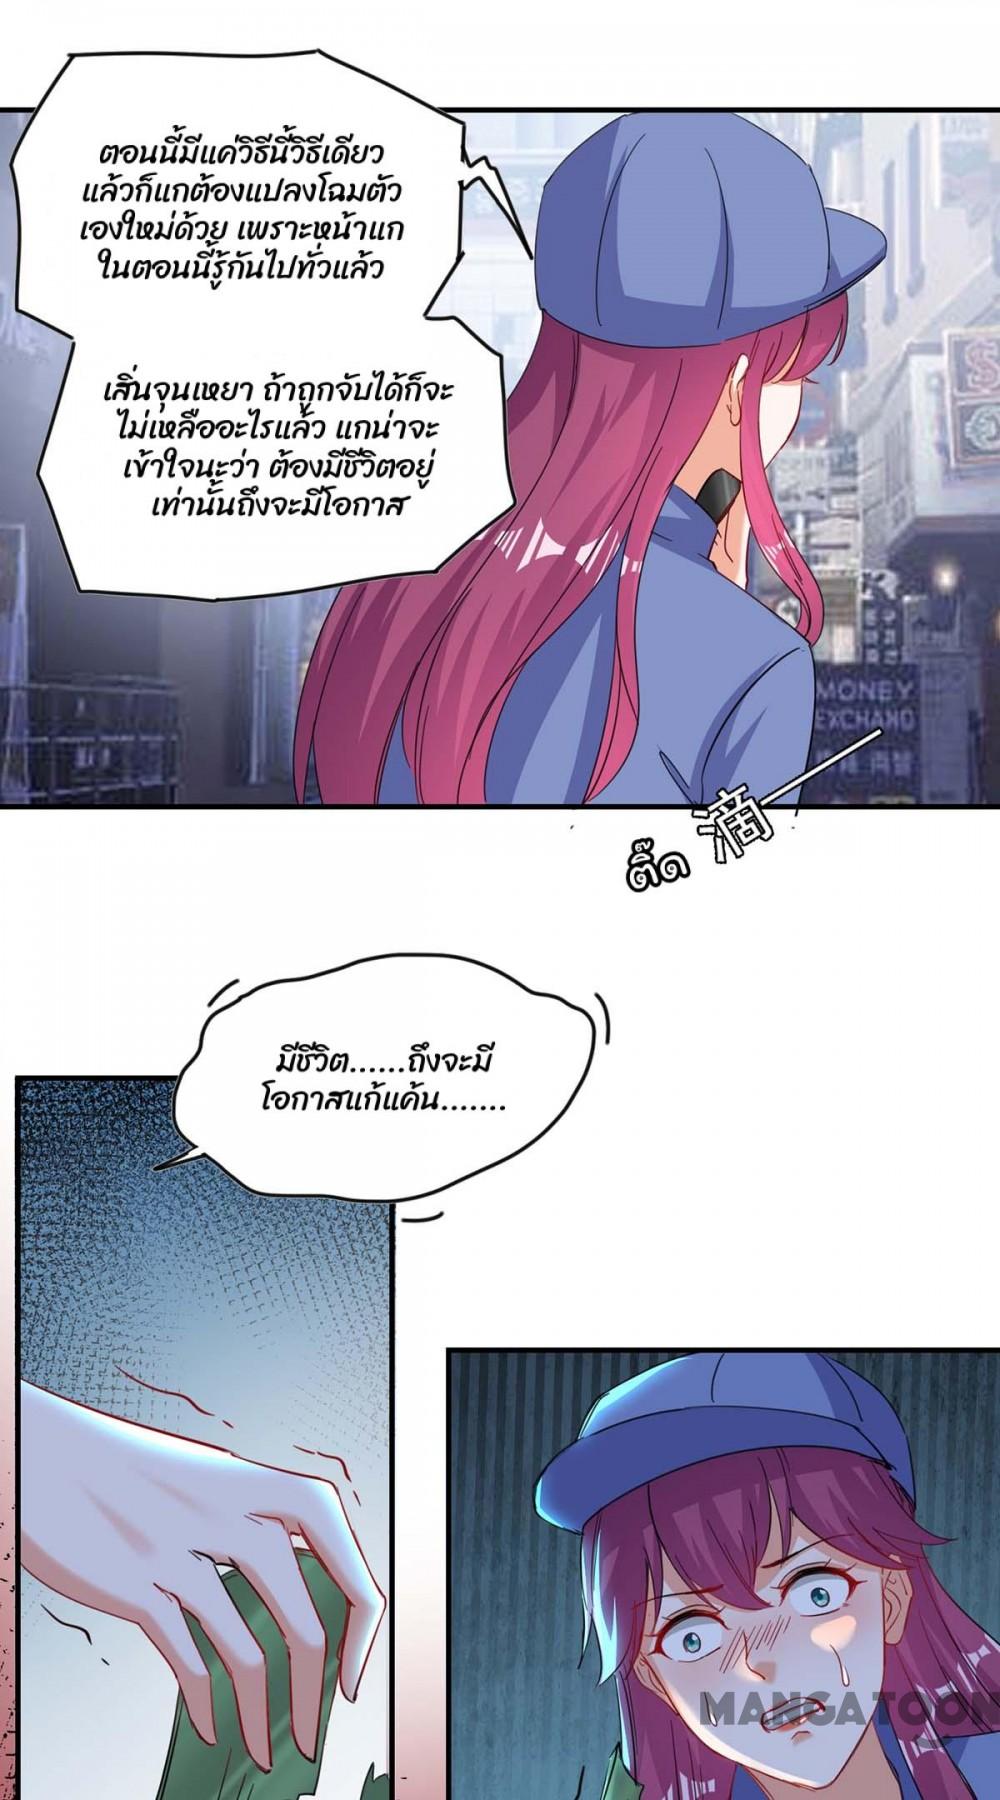 ตอนนี้มีแค่วิธีนี้วิธีเดียว
แล้วก็แกต้องแปลงโฉมตัว
เองใหม่ด้วย เพราะหน้าแก
ในตอนนี้รู้กันไปทั่วแล้ว
เสิ่นจุนเหยา ถ้าถูกจับได้ก็จะ
ไม่เหลืออะไรแล้ว แกน่าจะ
เข้าใจนะว่า ต้องมีชีวิตอยู่
เท่านั้นถึงจะมีโอกาส
MONEY
EXCHANG
滴
ติ๊ด
มีชีวิต......ถึงจะมี
โอกาสแก้แค้น.......
MANGATOON